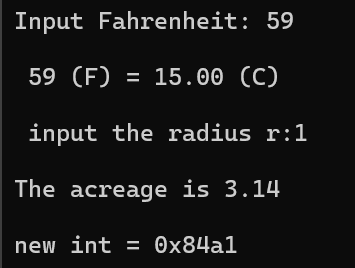 Input Fahrenheit: 59
59 (F) = 15.00 (C)
input the radius r:1
The acreage is 3.14
new int = 0x84a1